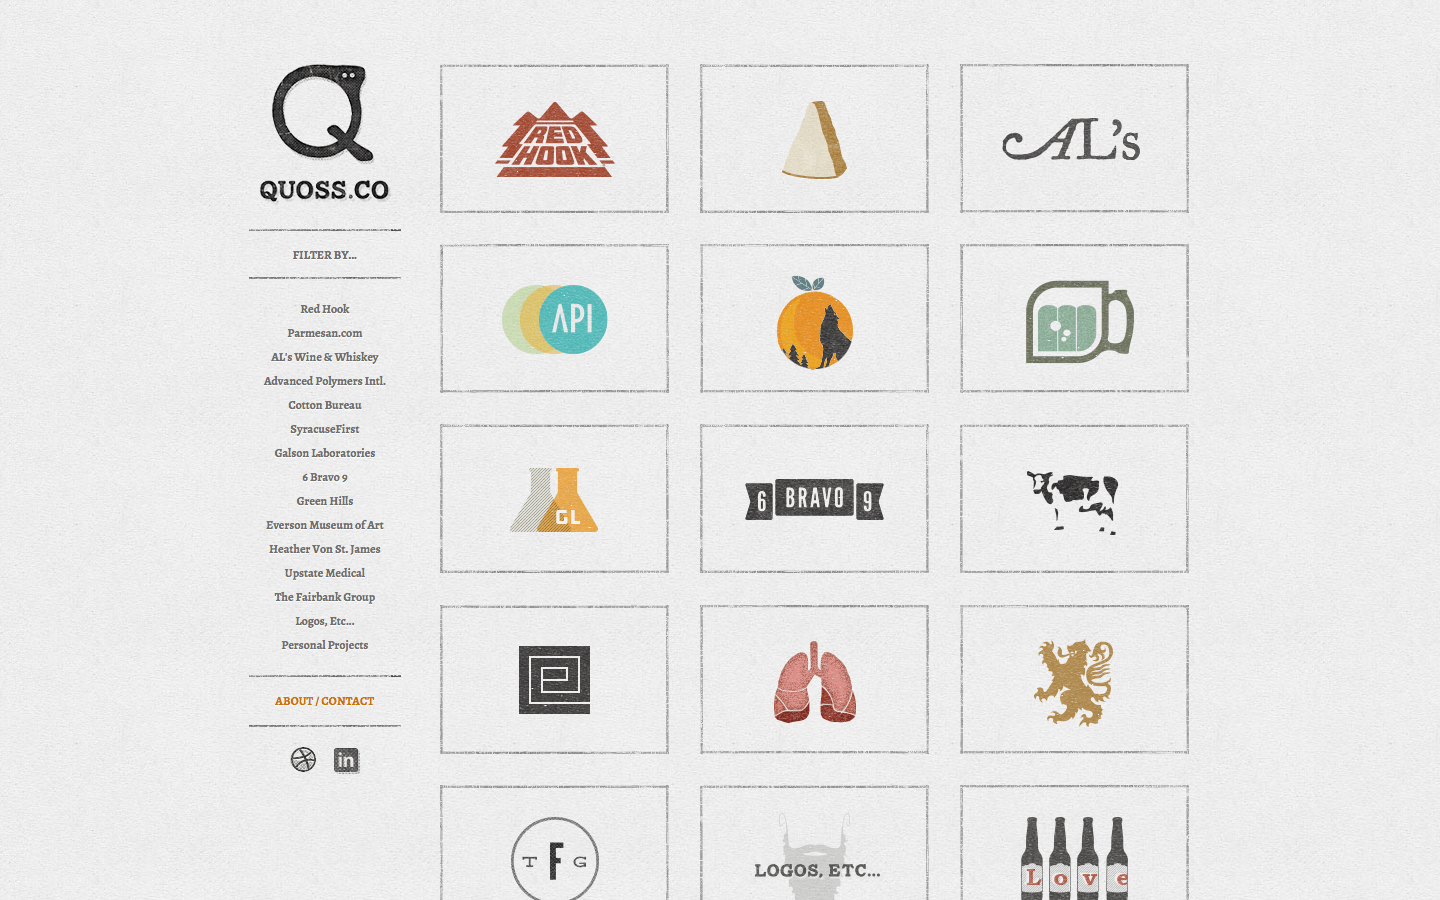 QUOSS.CO
FILTER BY...
Red Hook
Parmesan.com
AL's Wine & Whiskey
Advanced Polymers Intl.
Cotton Bureau
SyracuseFirst
Galson Laboratories
6 Bravo 9
Green Hills
Everson Museum of Art
Heather Von St. James
Upstate Medical
The Fairbank Group
Logos, Etc...
Personal Projects
ABOUT / CONTACT
in
RED
HOOK
AL's
API
GL
6 BRAVO 9
T F G
LOGOS, ETC...
Love